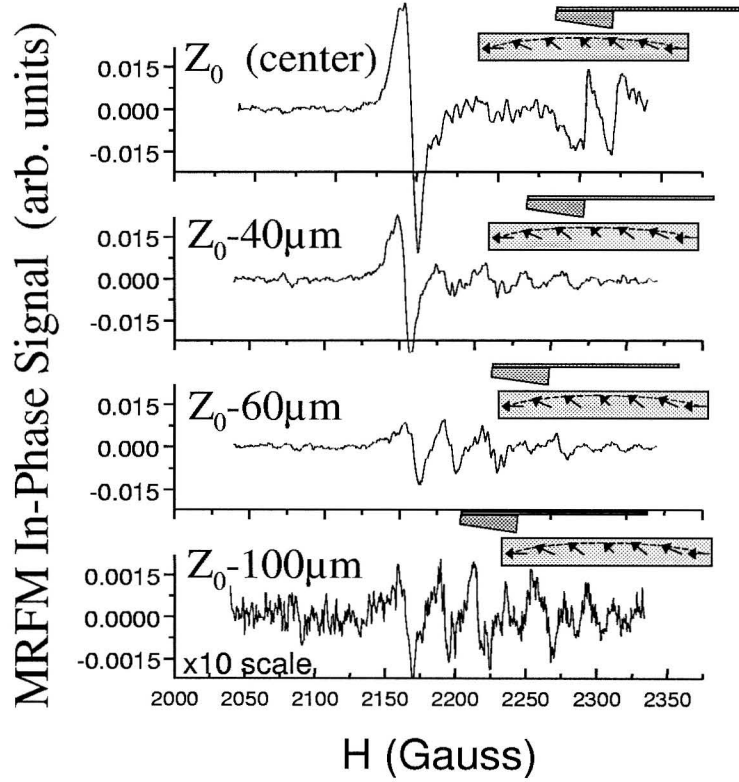 MRFM In-Phase Signal (arb. units)
Z₀ (center)
0.015
0.000
-0.015
Z₀-40µm
0.015
0.000
-0.015
Z₀-60µm
0.015
0.000
-0.015
Z₀-100µm
0.0015
0.0000
-0.0015
x10 scale
2000 2050 2100 2150 2200 2250 2300 2350
H (Gauss)